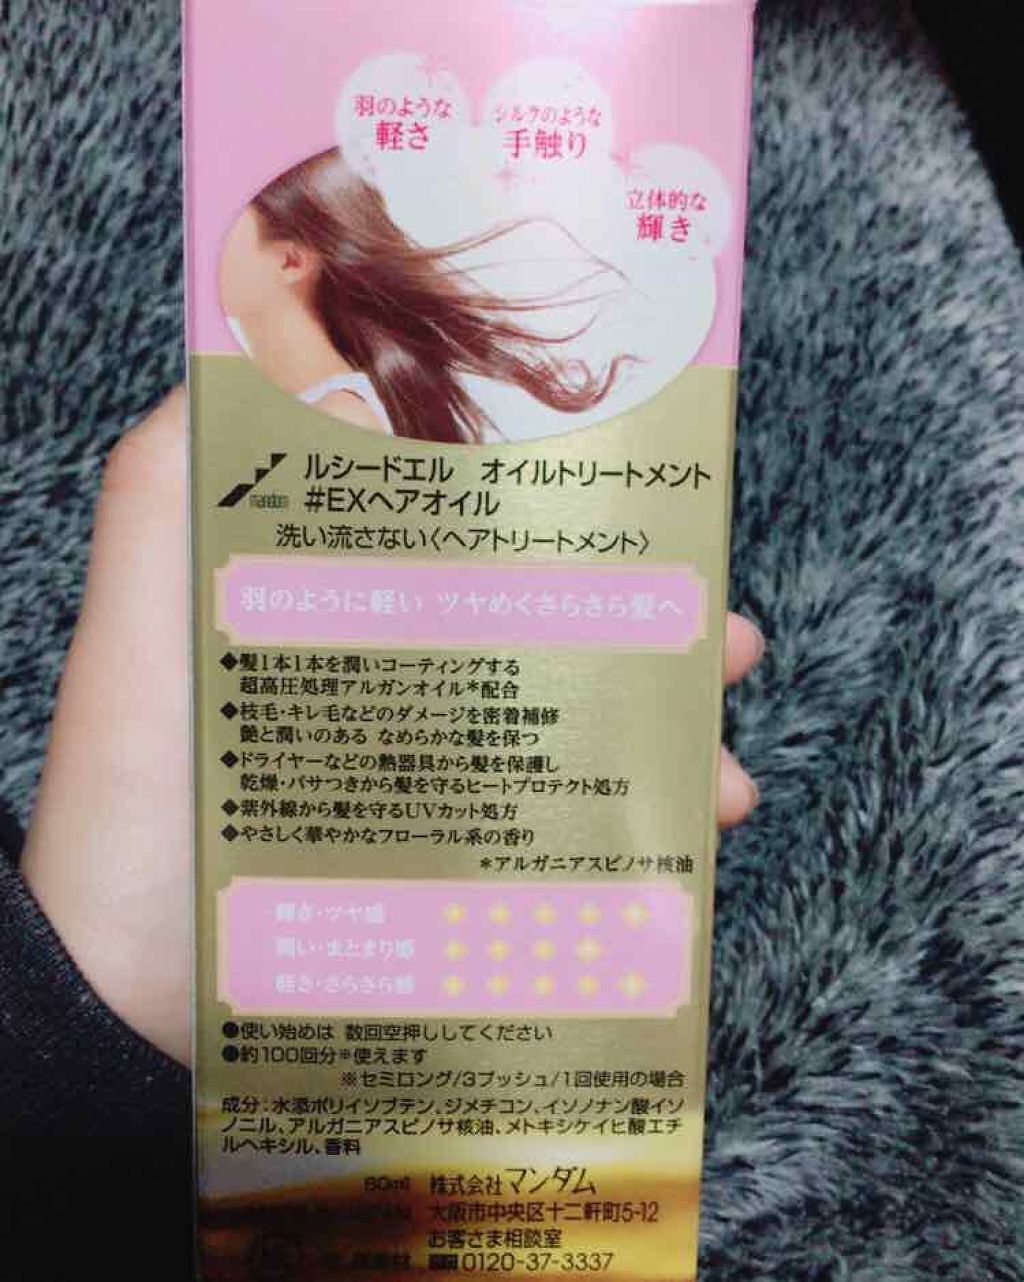 羽のような
軽さ
シルクのような
手触り
立体的な
輝き
mandom
ルシードエル オイルトリートメント
#EXヘアオイル
洗い流さない〈ヘアトリートメント〉
羽のように軽い ツヤめくさらさら髪へ
◆髪1本1本を潤いコーティングする
超高圧処理アルガンオイル*配合
◆枝毛・キレ毛などのダメージを密着補修
艶と潤いのある なめらかな髪を保つ
◆ドライヤーなどの熱器具から髪を保護し
乾燥・パサつきから髪を守るヒートプロテクト処方
◆紫外線から髪を守るUVカット処方
◆やさしく華やかなフローラル系の香り
*アルガニアスピノサ核油
輝き・ツヤ感
潤い・まとまり感
軽さ・さらさら感
●使い始めは 数回空押ししてください
●約100回分※使えます
※セミロング/3プッシュ/1回使用の場合
成分:水添ポリイソブテン、ジメチコン、イソノナン酸イソ
ノニル、アルガニアスピノサ核油、メトキシケイヒ酸エチ
ルヘキシル、香料
60ml 株式会社マンダム
大阪市中央区十二軒町5-12
お客さま相談室
0120-37-3337